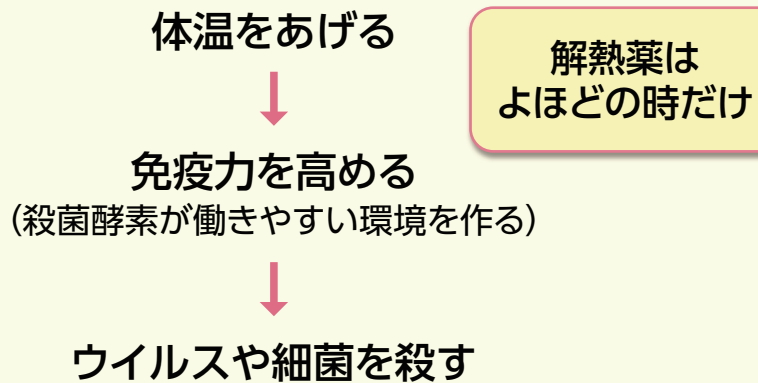 体温をあげる
解熱薬は
よほどの時だけ
免疫力を高める
（殺菌酵素が働きやすい環境を作る）
ウイルスや細菌を殺す